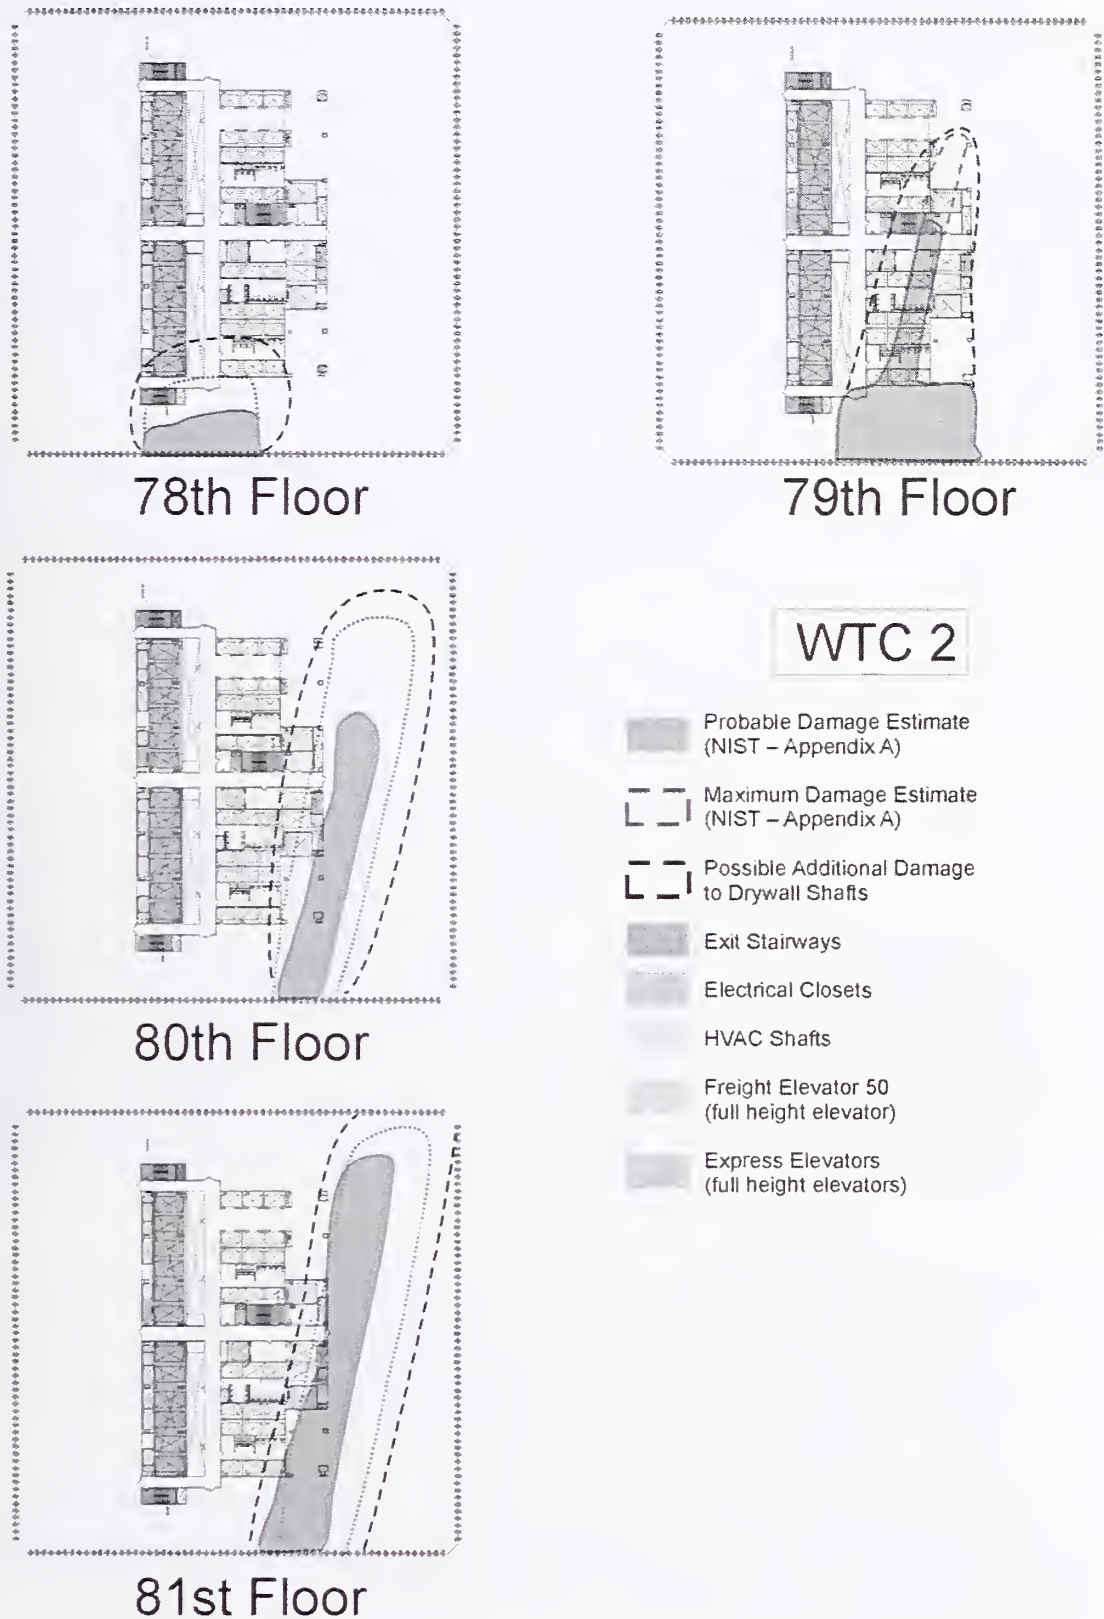 78th Floor
79th Floor
80th Floor
WTC 2
Probable Damage Estimate
(NIST – Appendix A)
Maximum Damage Estimate
(NIST – Appendix A)
Possible Additional Damage
to Drywall Shafts
Exit Stairways
Electrical Closets
HVAC Shafts
Freight Elevator 50
(full height elevator)
Express Elevators
(full height elevators)
81st Floor